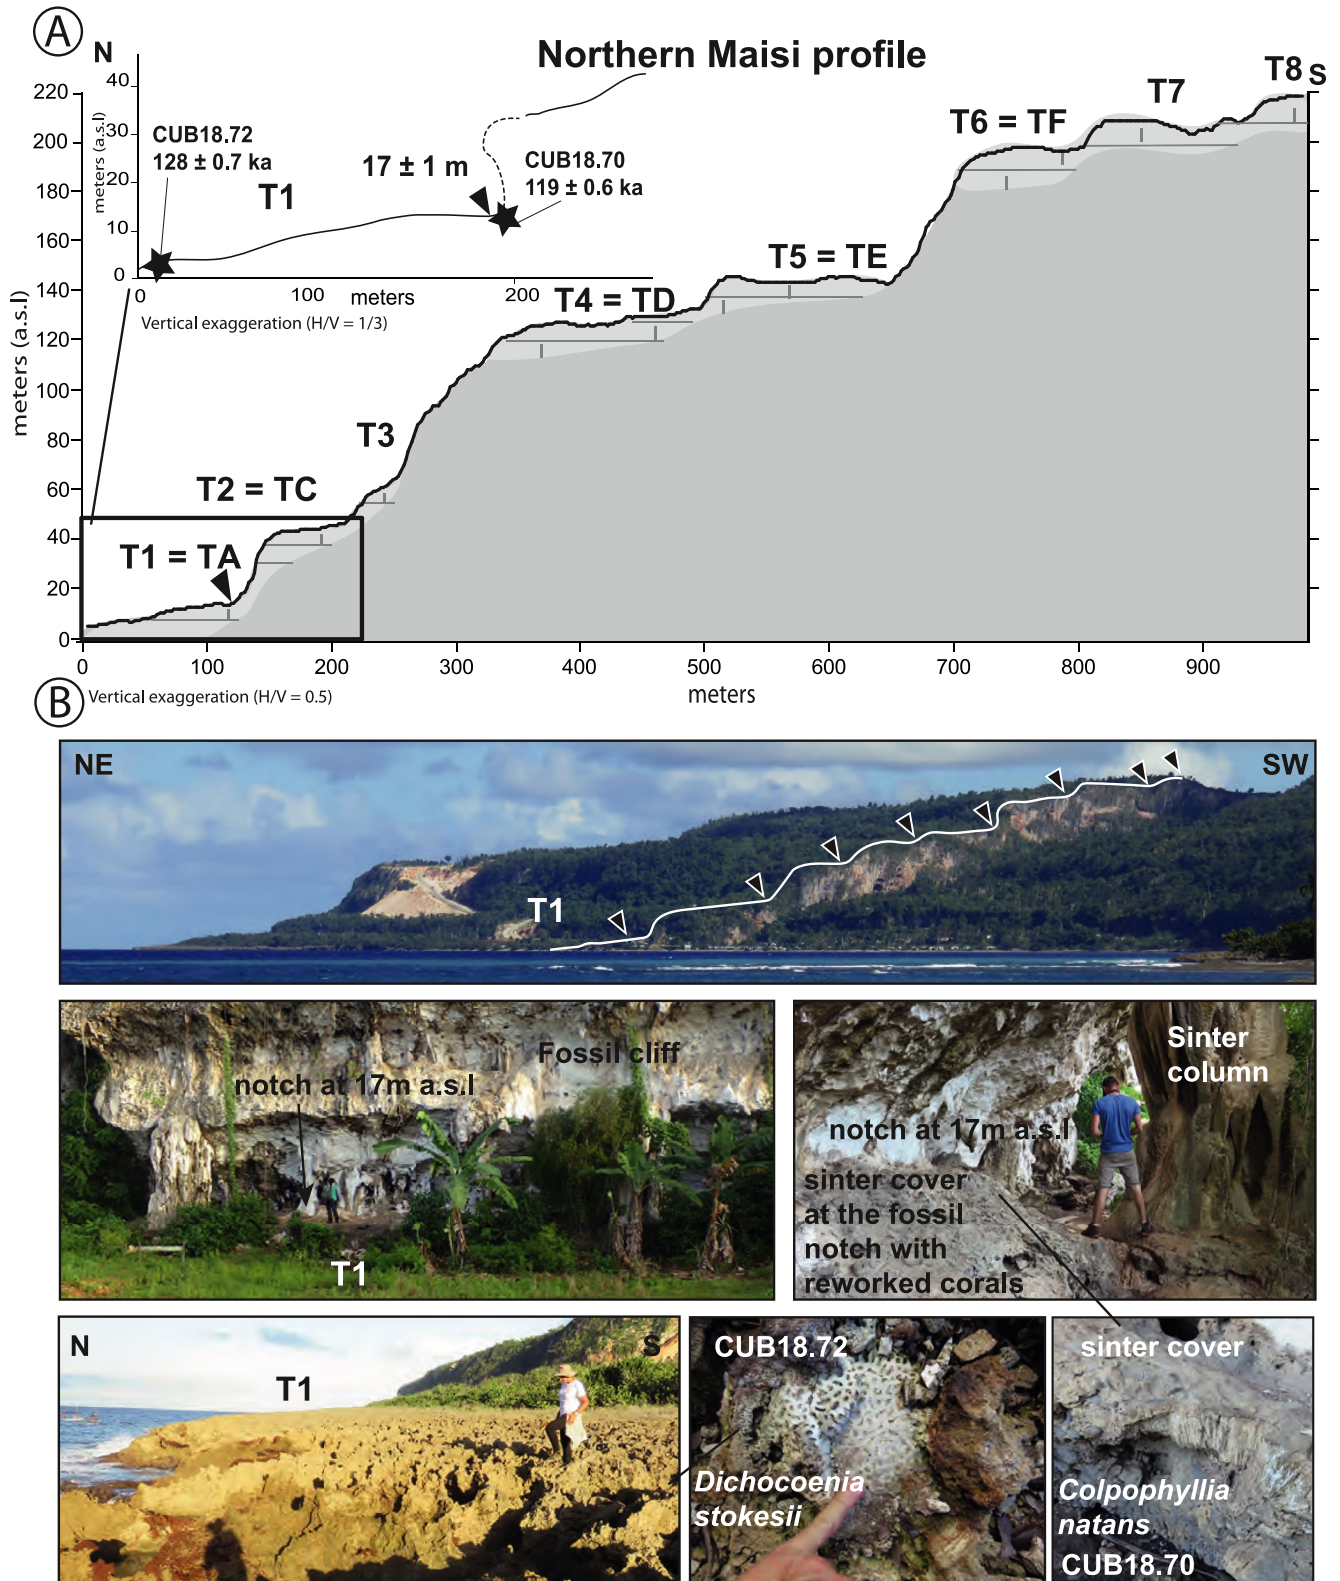 A
N
Northern Maisi profile
T8
S
T7
T6 = TF
CUB18.72
128 ± 0.7 ka
17 ± 1 m
CUB18.70
119 ± 0.6 ka
T1
meters (a.s.l)
40
30
20
10
0
0
100
meters
200
Vertical exaggeration (H/V = 1/3)
T5 = TE
T4 = TD
T3
T2 = TC
T1 = TA
meters (a.s.l)
220
200
180
160
140
120
100
80
60
40
20
0
0
100
200
300
400
500
600
700
800
900
meters
Vertical exaggeration (H/V = 0.5)
B
NE
SW
T1
Fossil cliff
notch at 17m a.s.l
T1
Sinter
column
notch at 17m a.s.l
sinter cover
at the fossil
notch with
reworked corals
N
S
T1
CUB18.72
Dichocoenia
stokesii
sinter cover
Colpophyllia
natans
CUB18.70